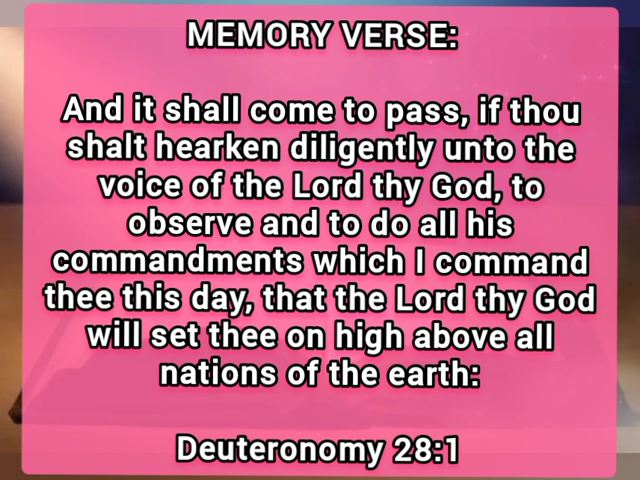 MEMORY VERSE:
And it shall come to pass, if thou
shalt hearken diligently unto the
voice of the Lord thy God, to
observe and to do all his
commandments which I command
thee this day, that the Lord thy God
will set thee on high above all
nations of the earth:
Deuteronomy 28:1